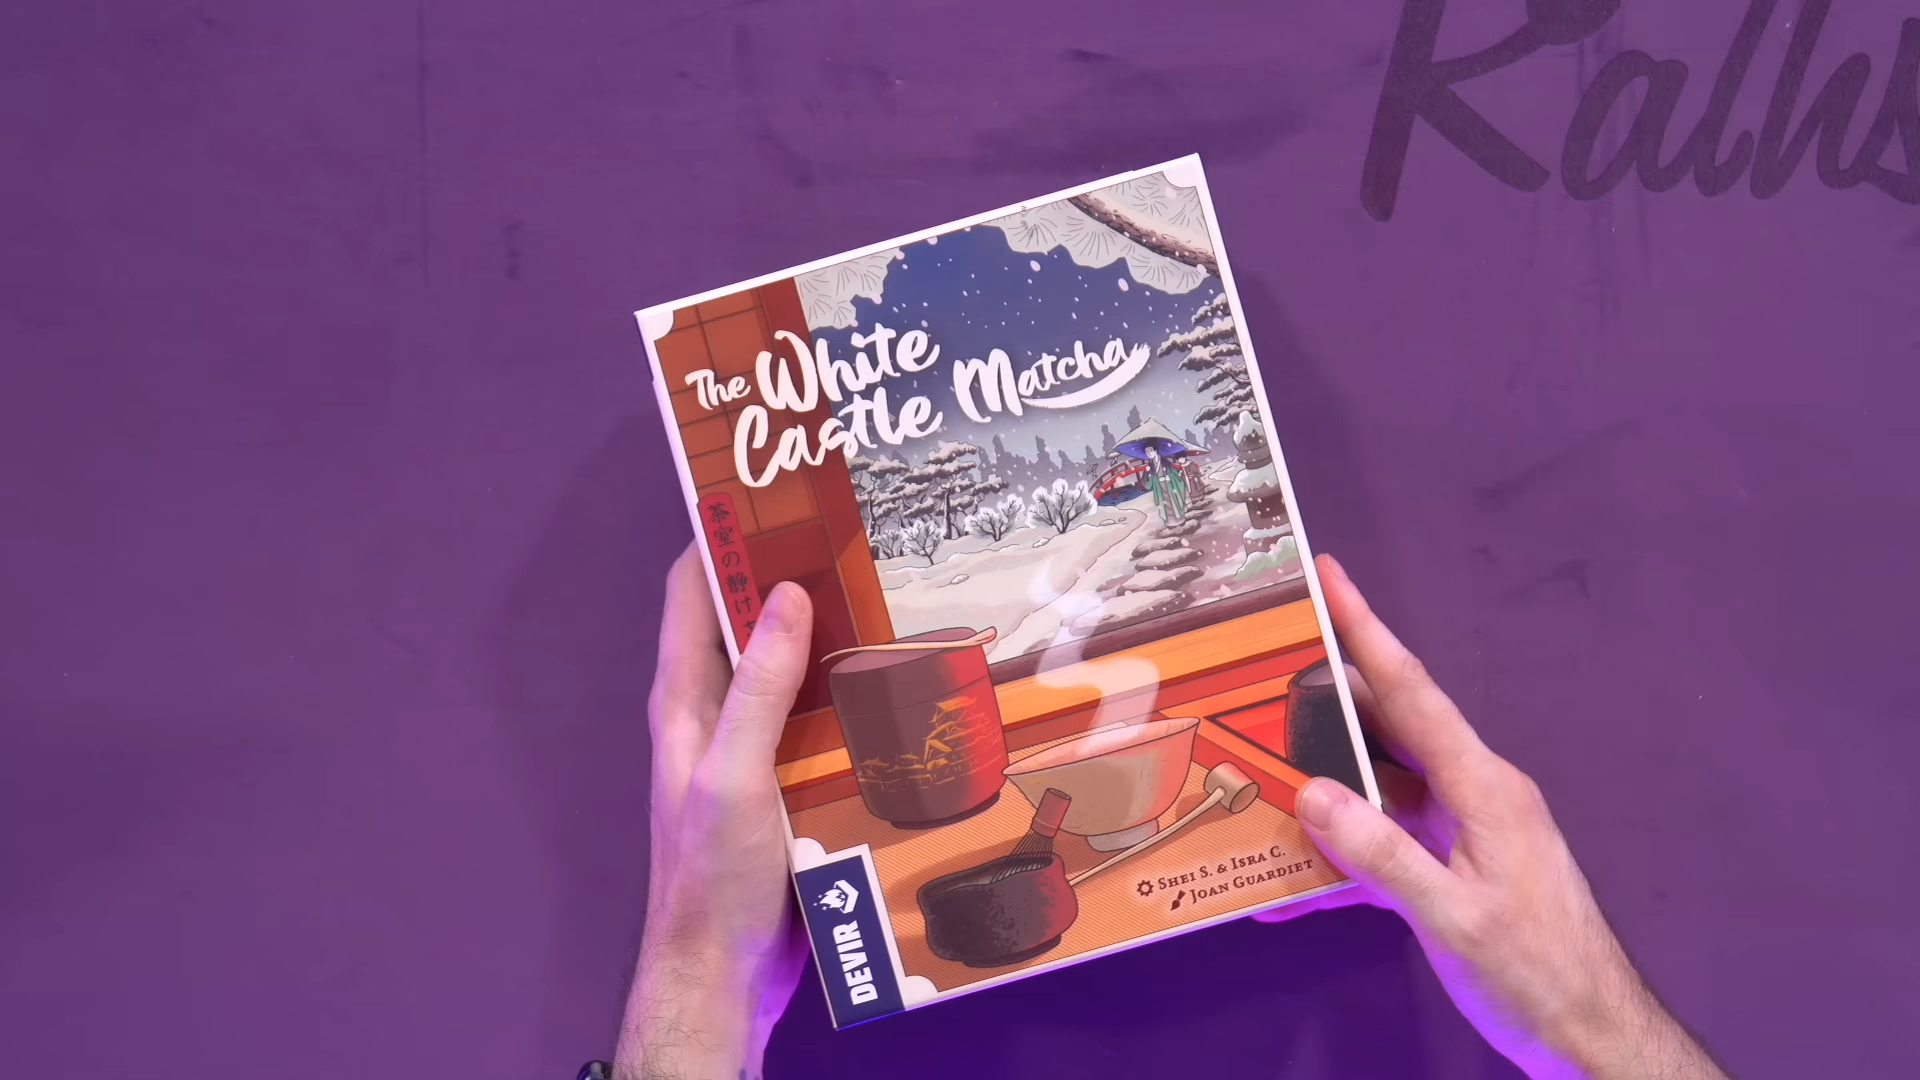 The White
Castle Matcha
茶室の静けさ
SHEI S. & ISRA C.
JOAN GUARDIET
DEVIR